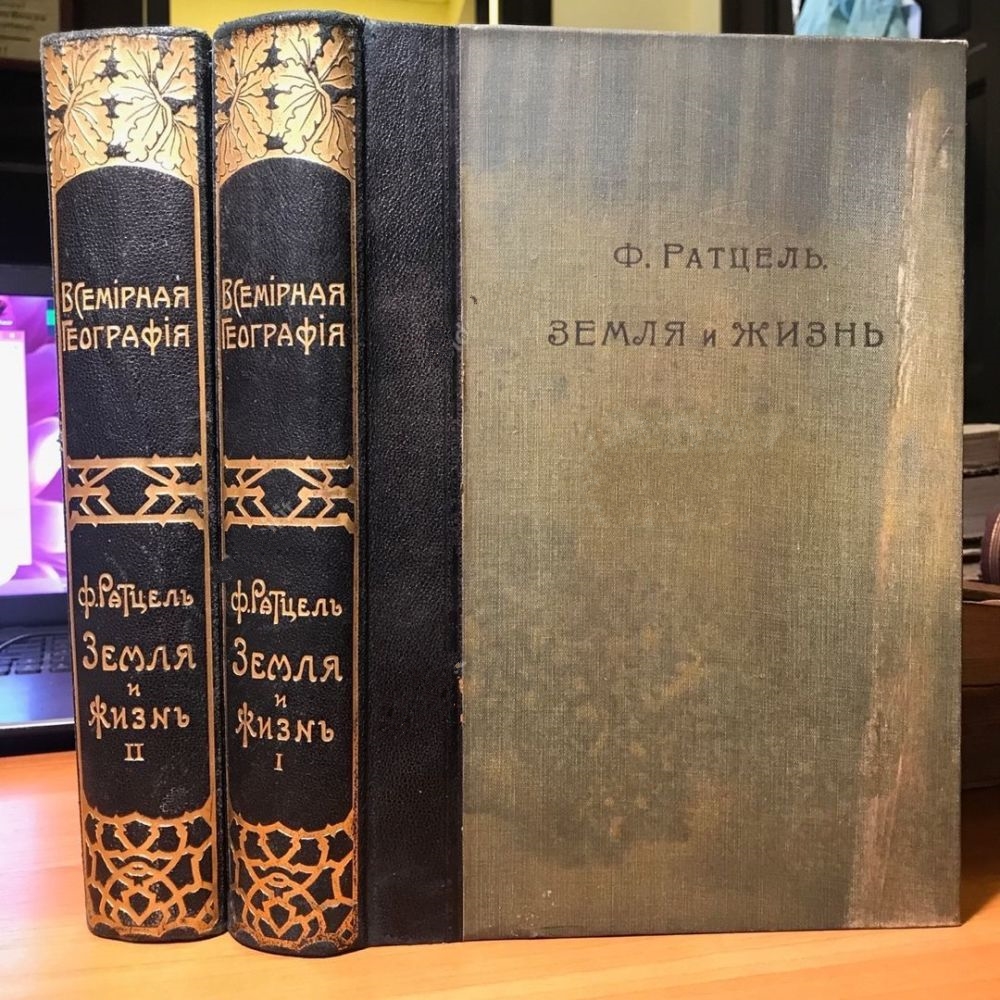 Всемірная
Географія
Ф. Ратцель
Земля
и
жизнь
II
Всемірная
Географія
Ф. Ратцель
Земля
и
жизнь
I
Ф. РАТЦЕЛЬ.
ЗЕМЛЯ и ЖИЗНЬ